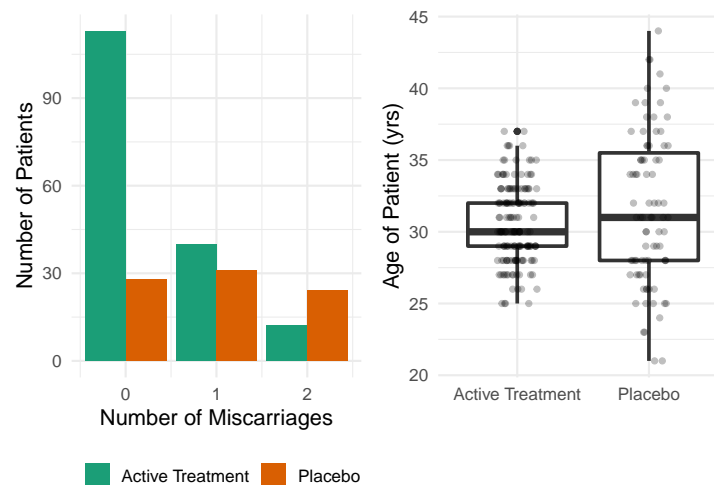 Number of Patients
90
60
30
0
0 1 2
Number of Miscarriages
Active Treatment Placebo
Age of Patient (yrs)
45
40
35
30
25
20
Active Treatment Placebo